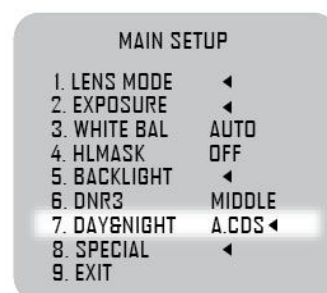 MAIN SETUP
1. LENS MODE ◄
2. EXPOSURE ◄
3. WHITE BAL AUTO
4. HLMASK OFF
5. BACKLIGHT ◄
6. DNR3 MIDDLE
7. DAY&NIGHT A.CDS◄
8. SPECIAL ◄
9. EXIT